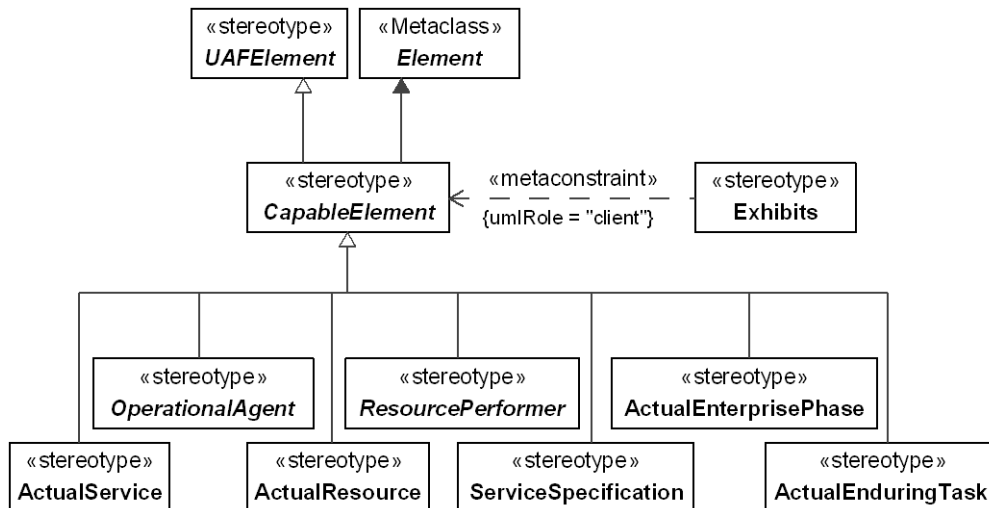 «stereotype»
UAFElement
«Metaclass»
Element
«stereotype»
CapableElement
«metaconstraint»
{umlRole = "client"}
«stereotype»
Exhibits
«stereotype»
OperationalAgent
«stereotype»
ResourcePerformer
«stereotype»
ActualEnterprisePhase
«stereotype»
ActualService
«stereotype»
ActualResource
«stereotype»
ServiceSpecification
«stereotype»
ActualEnduringTask